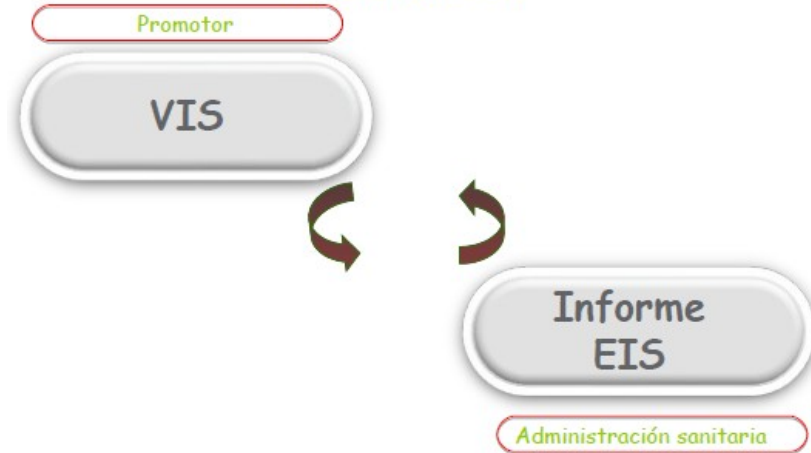 Promotor
VIS
Informe
EIS
Administración sanitaria